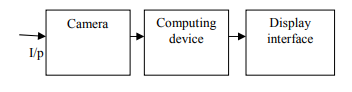 Camera
Computing
device
Display
interface
I/p